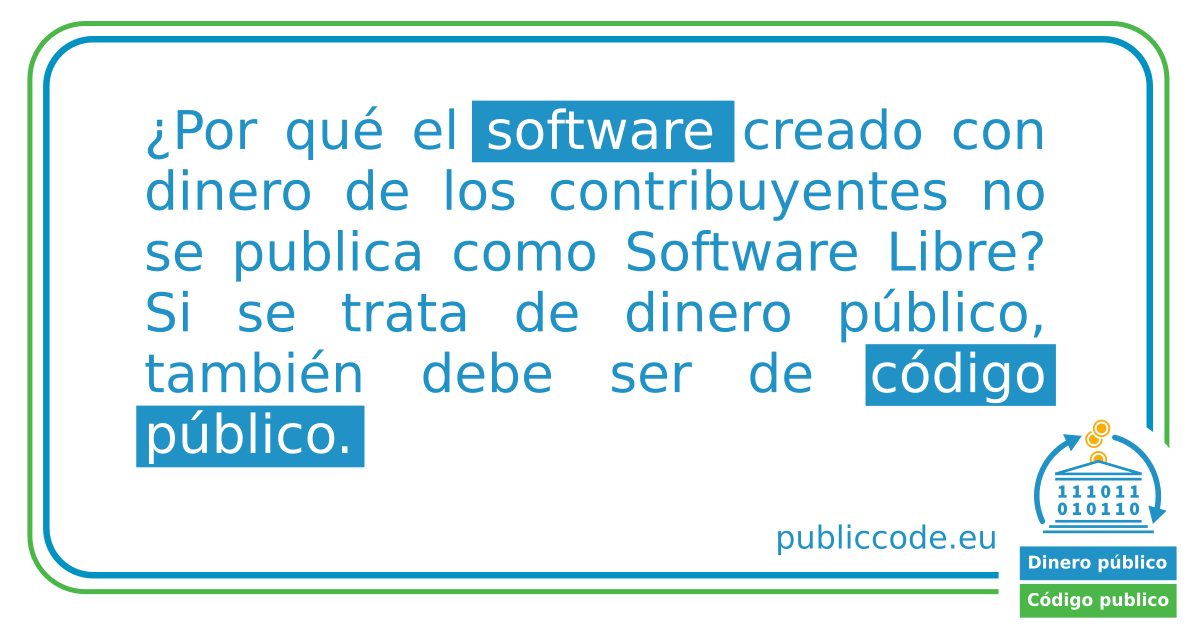 ¿Por qué el software creado con
dinero de los contribuyentes no
se publica como Software Libre?
Si se trata de dinero público,
también debe ser de código
público.
publiccode.eu
111011
010110
Dinero público
Código publico